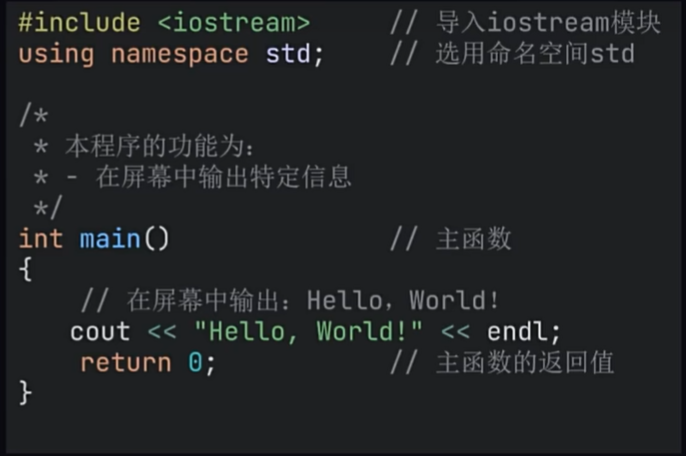 #include <iostream>     // 导入iostream模块
using namespace std;    // 选用命名空间std
/*
 * 本程序的功能为：
 * - 在屏幕中输出特定信息
 */
int main()              // 主函数
{
    // 在屏幕中输出：Hello，World！
   cout << "Hello, World!" << endl;
    return 0;           // 主函数的返回值
}